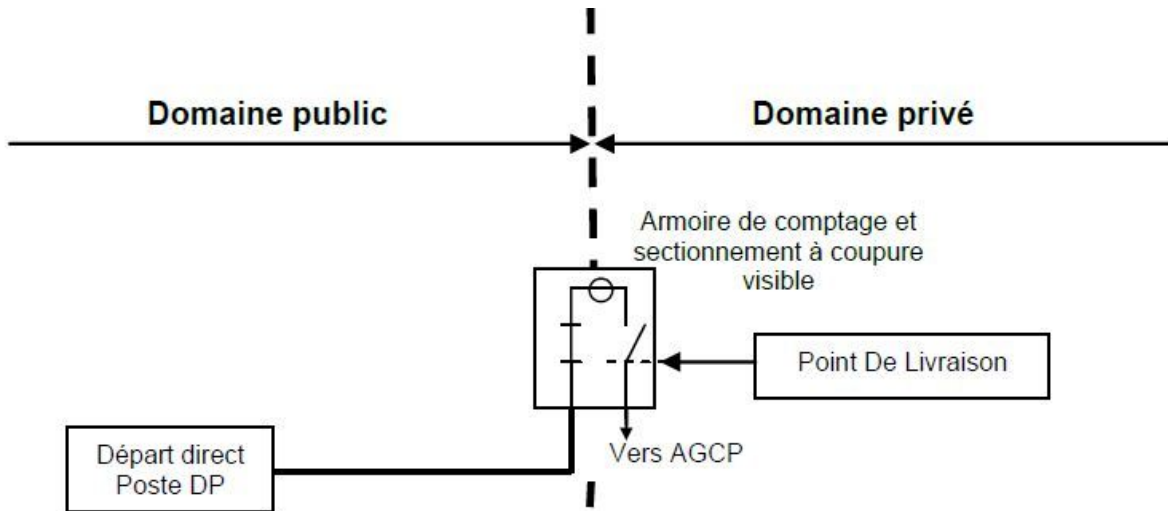 Domaine public
Domaine privé
Armoire de comptage et
sectionnement à coupure
visible
Point De Livraison
Départ direct
Poste DP
Vers AGCP